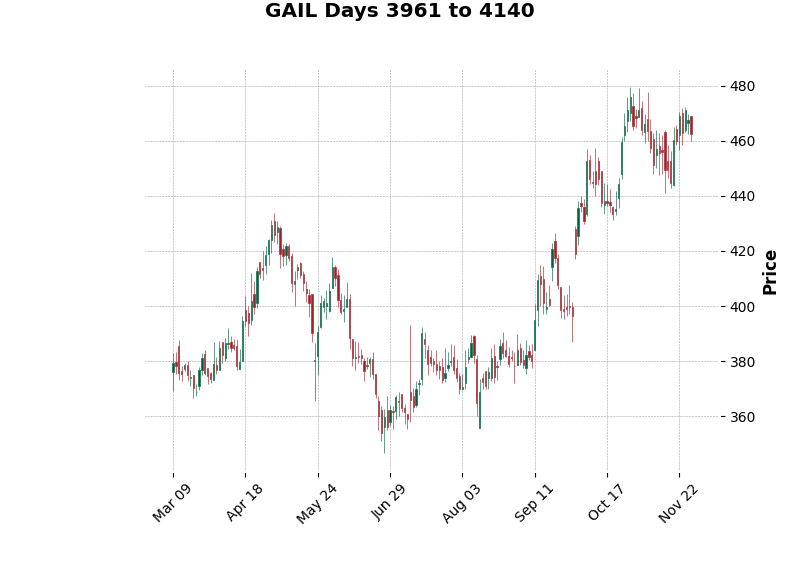 GAIL Days 3961 to 4140
480
460
440
420
400
380
360
Price
Mar 09
Apr 18
May 24
Jun 29
Aug 03
Sep 11
Oct 17
Nov 22